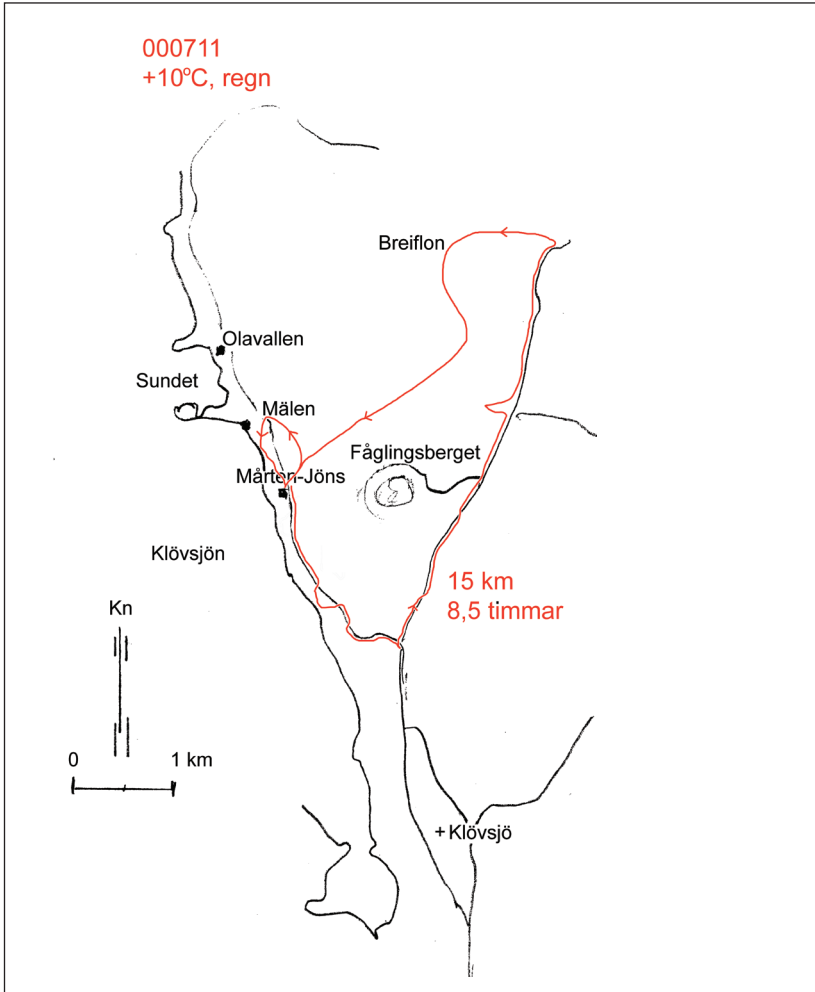 000711
+10°C, regn
Breiflon
Olavallen
Sundet
Mälen
Fåglingsberget
Mårten-Jöns
Klövsjön
15 km
8,5 timmar
Kn
0 1 km
+Klövsjö